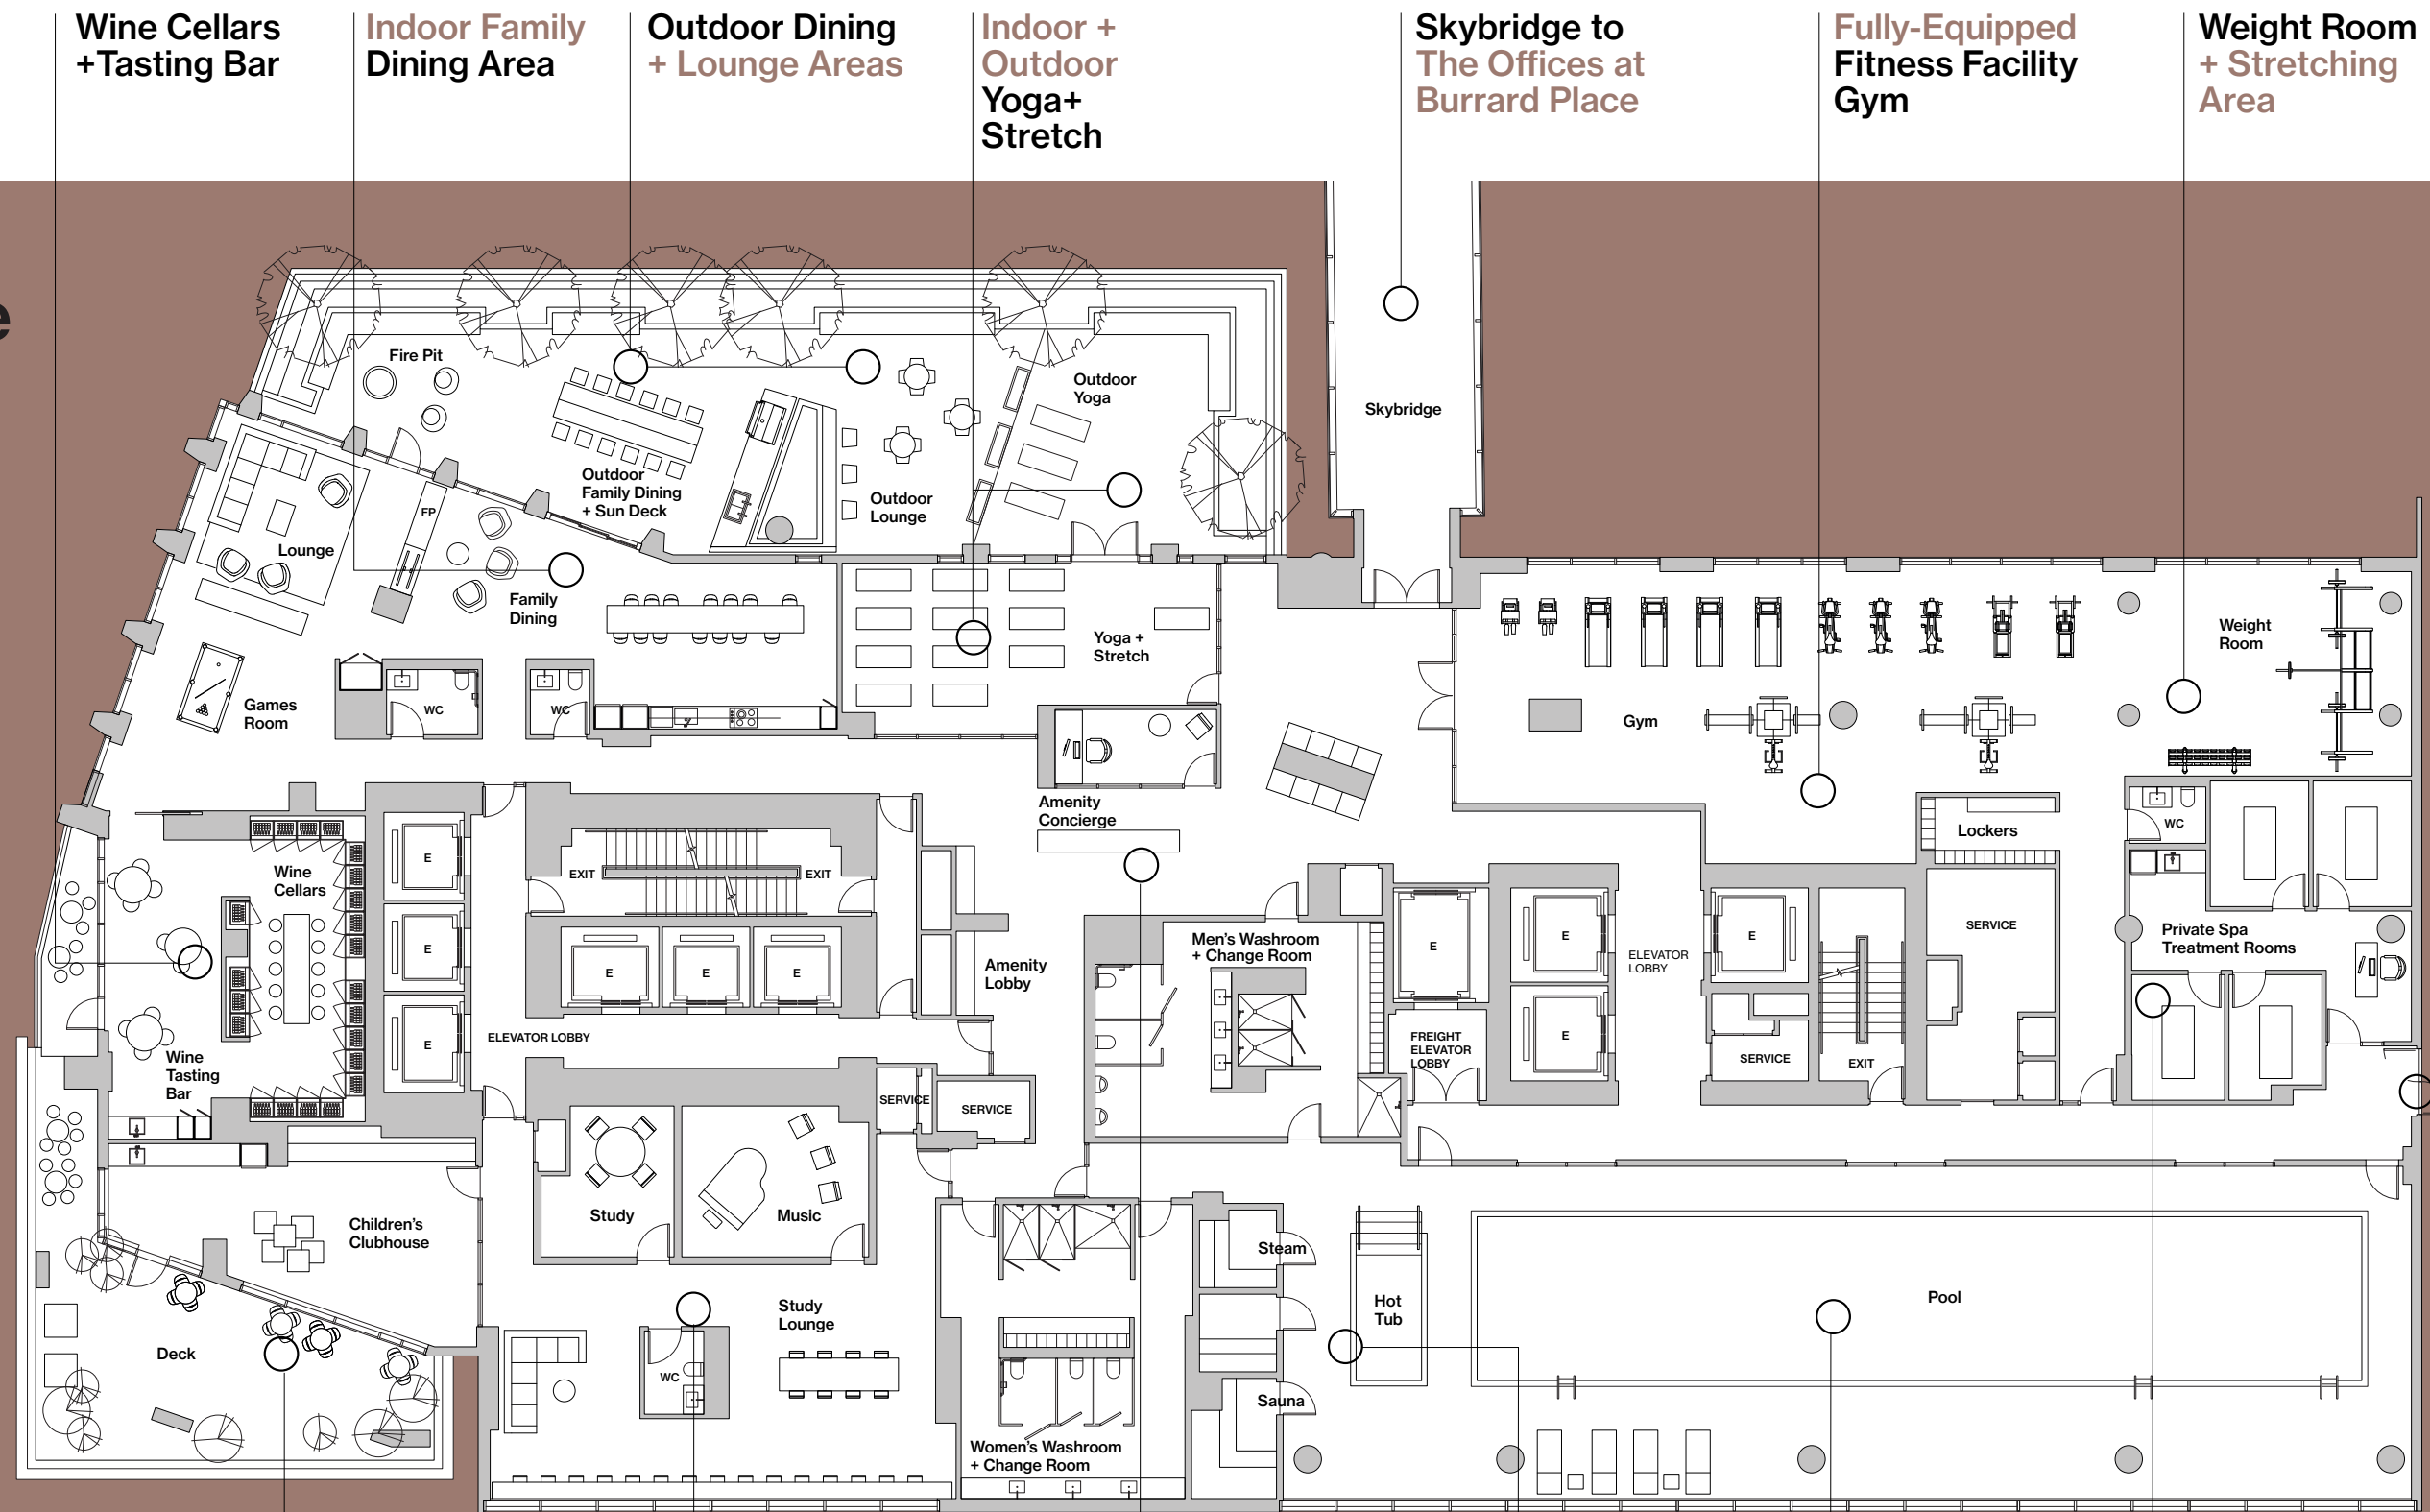 Wine Cellars
+Tasting Bar
Indoor Family
Dining Area
Outdoor Dining
+ Lounge Areas
Indoor +
Outdoor
Yoga+
Stretch
Skybridge to
The Offices at
Burrard Place
Fully-Equipped
Fitness Facility
Gym
Weight Room
+ Stretching
Area
e
Fire Pit
Outdoor
Yoga
Skybridge
Outdoor
Family Dining
+ Sun Deck
Outdoor
Lounge
FP
Lounge
Family
Dining
Yoga +
Stretch
Weight
Room
Games
Room
WC
WC
Gym
Amenity
Concierge
Lockers
WC
E
EXIT
EXIT
Wine
Cellars
E
E
E
E
Amenity
Lobby
Men's Washroom
+ Change Room
E
E
ELEVATOR
LOBBY
E
SERVICE
Private Spa
Treatment Rooms
E
ELEVATOR LOBBY
FREIGHT
ELEVATOR
LOBBY
E
SERVICE
EXIT
Wine
Tasting
Bar
SERVICE
SERVICE
Study
Music
Children's
Clubhouse
Steam
Hot
Tub
Pool
Study
Lounge
Deck
WC
Sauna
Women's Washroom
+ Change Room